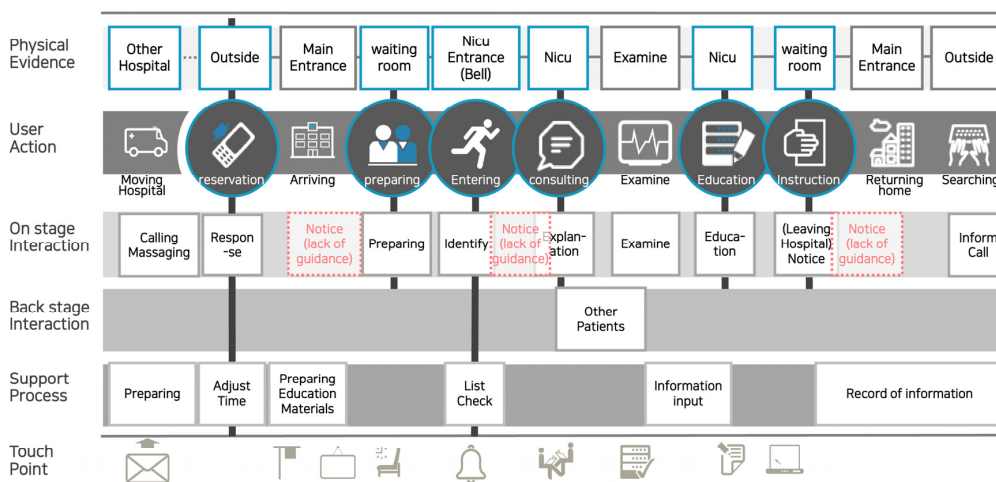 Physical
Evidence
Other
Hospital
...
Outside
Main
Entrance
waiting
room
Nicu
Entrance
(Bell)
Nicu
Examine
Nicu
waiting
room
Main
Entrance
Outside
User
Action
Moving
Hospital
reservation
Arriving
preparing
Entering
consulting
Examine
Education
Instruction
Returning
home
Searching
On stage
Interaction
Calling
Massaging
Respon
-se
Notice
(lack of
guidance)
Preparing
Identify
Notice
(lack of
guidance)
Explan-
ation
Examine
Educa-
tion
(Leaving
Hospital)
Notice
Notice
(lack of
guidance)
Inform
Call
Back stage
Interaction
Other
Patients
Support
Process
Preparing
Adjust
Time
Preparing
Education
Materials
List
Check
Information
input
Record of information
Touch
Point